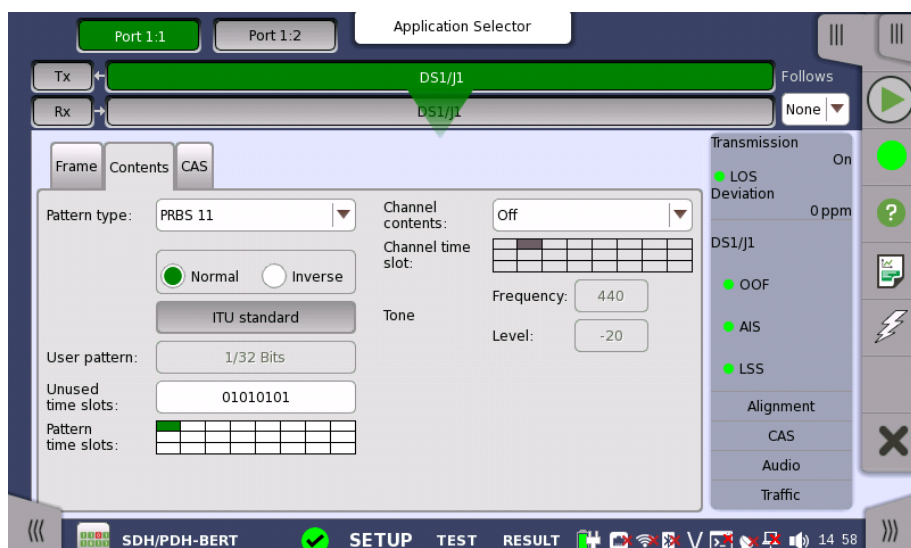 Application Selector
Port 1:1
Port 1:2
Tx
DS1/J1
Follows
Rx
DS1/J1
None
Frame
Contents
CAS
Pattern type:
PRBS 11
Normal
Inverse
ITU standard
User pattern:
1/32 Bits
Unused
time slots:
01010101
Pattern
time slots:
Channel
contents:
Off
Channel time
slot:
Tone
Frequency:
440
Level:
-20
Transmission
On
LOS
Deviation
0 ppm
DS1/J1
OOF
AIS
LSS
Alignment
CAS
Audio
Traffic
SDH/PDH-BERT
SETUP
TEST
RESULT
14 58